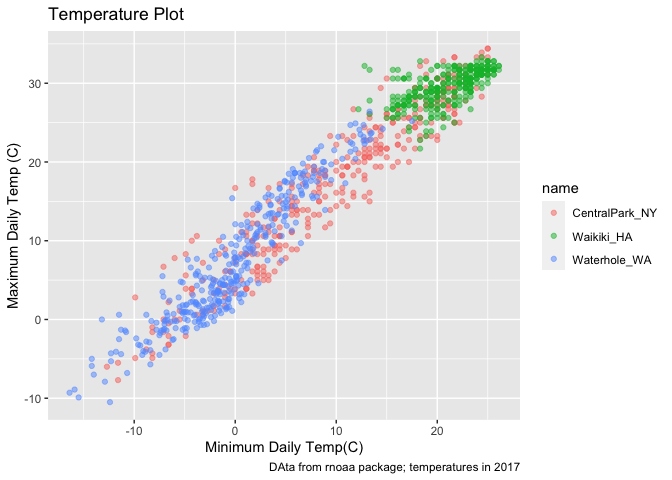 Temperature Plot
Maximum Daily Temp (C)
30
20
10
0
-10
-10
0
10
20
Minimum Daily Temp(C)
name
CentralPark_NY
Waikiki_HA
Waterhole_WA
DAta from rnoaa package; temperatures in 2017